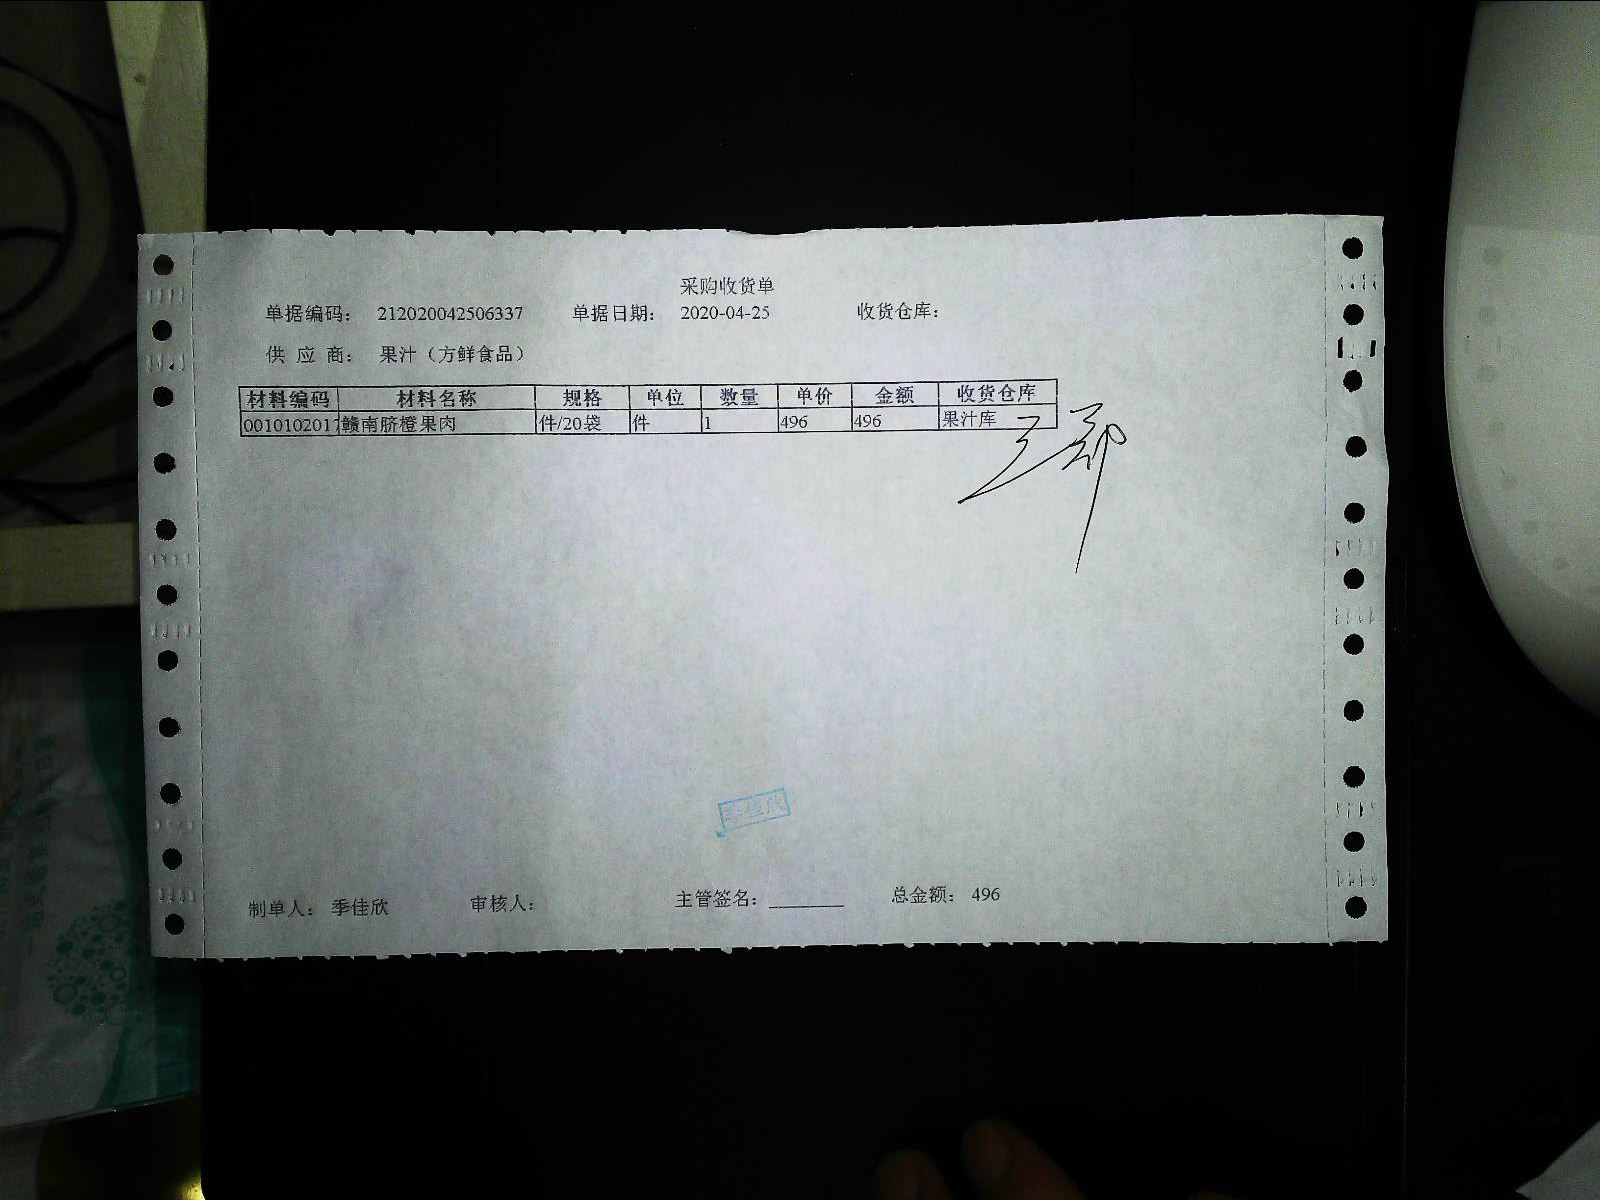 采购收货单
单据编码: 212020042506337 单据日期: 2020-04-25 收货仓库:
供 应 商: 果汁（方鲜食品）
材料编码 材料名称 规格 单位 数量 单价 金额 收货仓库
0010102017 赣南脐橙果肉 件/20袋 件 1 496 496 果汁库
季佳欣
制单人: 季佳欣 审核人: 主管签名: 总金额: 496